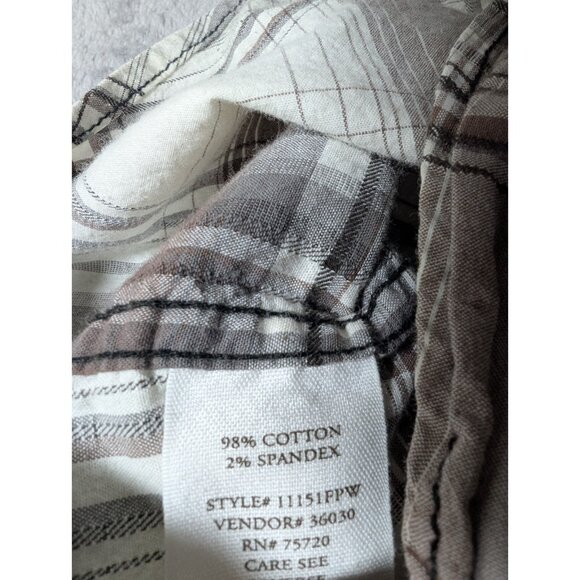 98% COTTON
2% SPANDEX
STYLE# 11151FPW
VENDOR# 36030
RN# 75720
CARE SEE